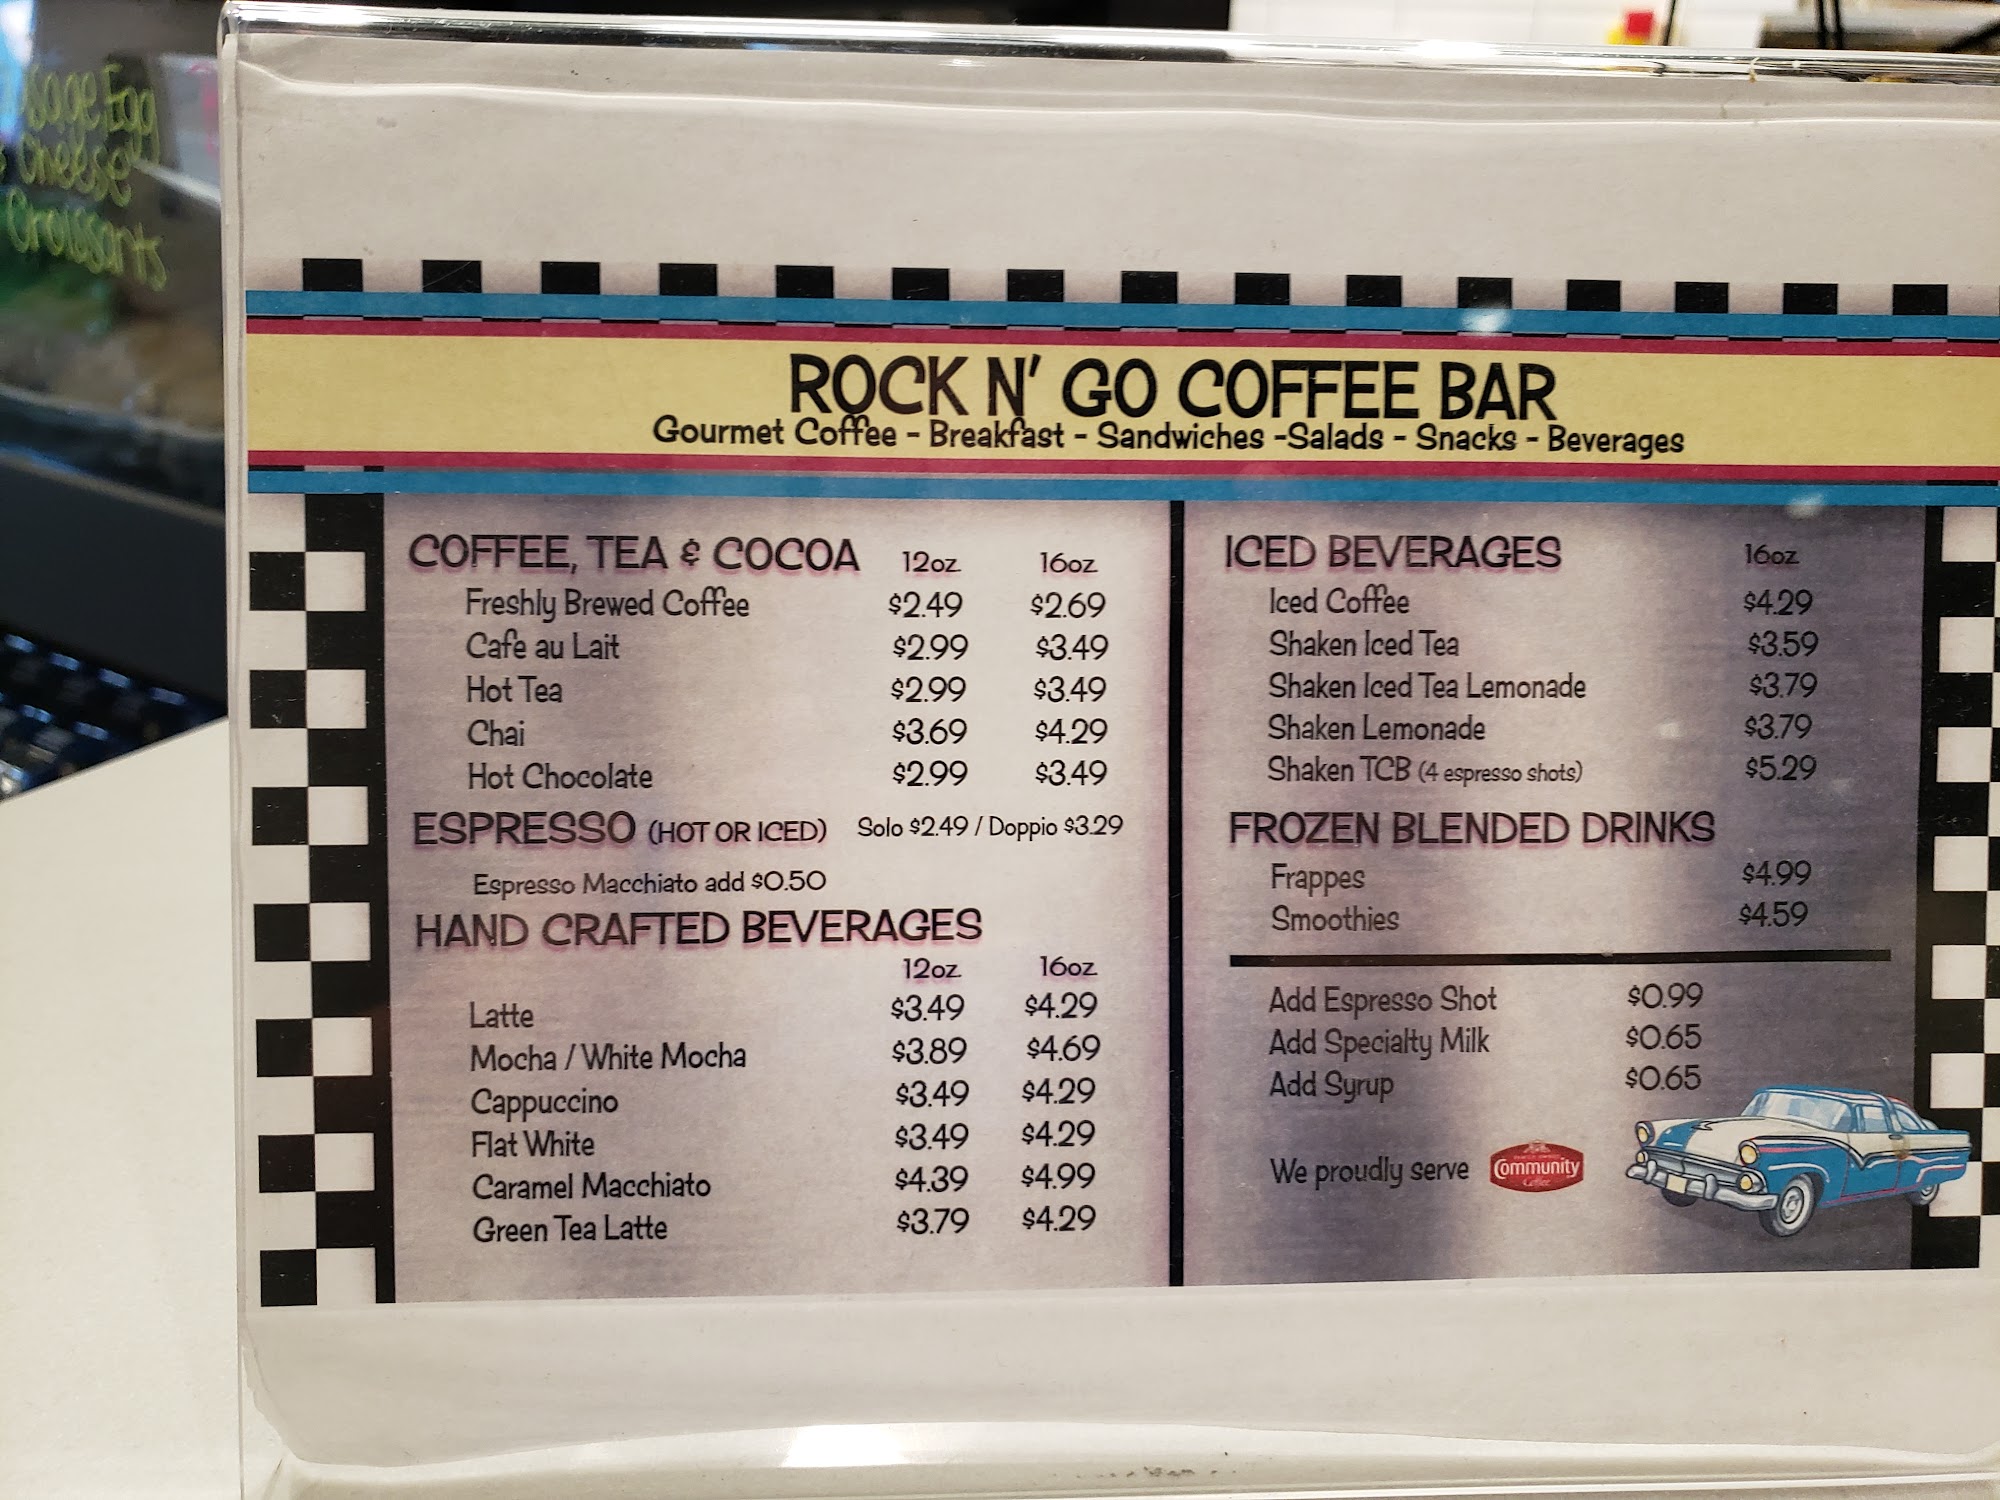 Egg
Cheese
Croissants
ROCK N' GO COFFEE BAR
Gourmet Coffee - Breakfast - Sandwiches -Salads - Snacks - Beverages
COFFEE, TEA & COCOA 12oz 16oz
Freshly Brewed Coffee $2.49 $2.69
Cafe au Lait $2.99 $3.49
Hot Tea $2.99 $3.49
Chai $3.69 $4.29
Hot Chocolate $2.99 $3.49
ESPRESSO (HOT OR ICED) Solo $2.49 / Doppio $3.29
Espresso Macchiato add $0.50
HAND CRAFTED BEVERAGES
12oz 16oz
Latte $3.49 $4.29
Mocha / White Mocha $3.89 $4.69
Cappuccino $3.49 $4.29
Flat White $3.49 $4.29
Caramel Macchiato $4.39 $4.99
Green Tea Latte $3.79 $4.29
ICED BEVERAGES 16oz
Iced Coffee $4.29
Shaken Iced Tea $3.59
Shaken Iced Tea Lemonade $3.79
Shaken Lemonade $3.79
Shaken TCB (4 espresso shots) $5.29
FROZEN BLENDED DRINKS
Frappes $4.99
Smoothies $4.59
Add Espresso Shot $0.99
Add Specialty Milk $0.65
Add Syrup $0.65
We proudly serve Community
Coffee